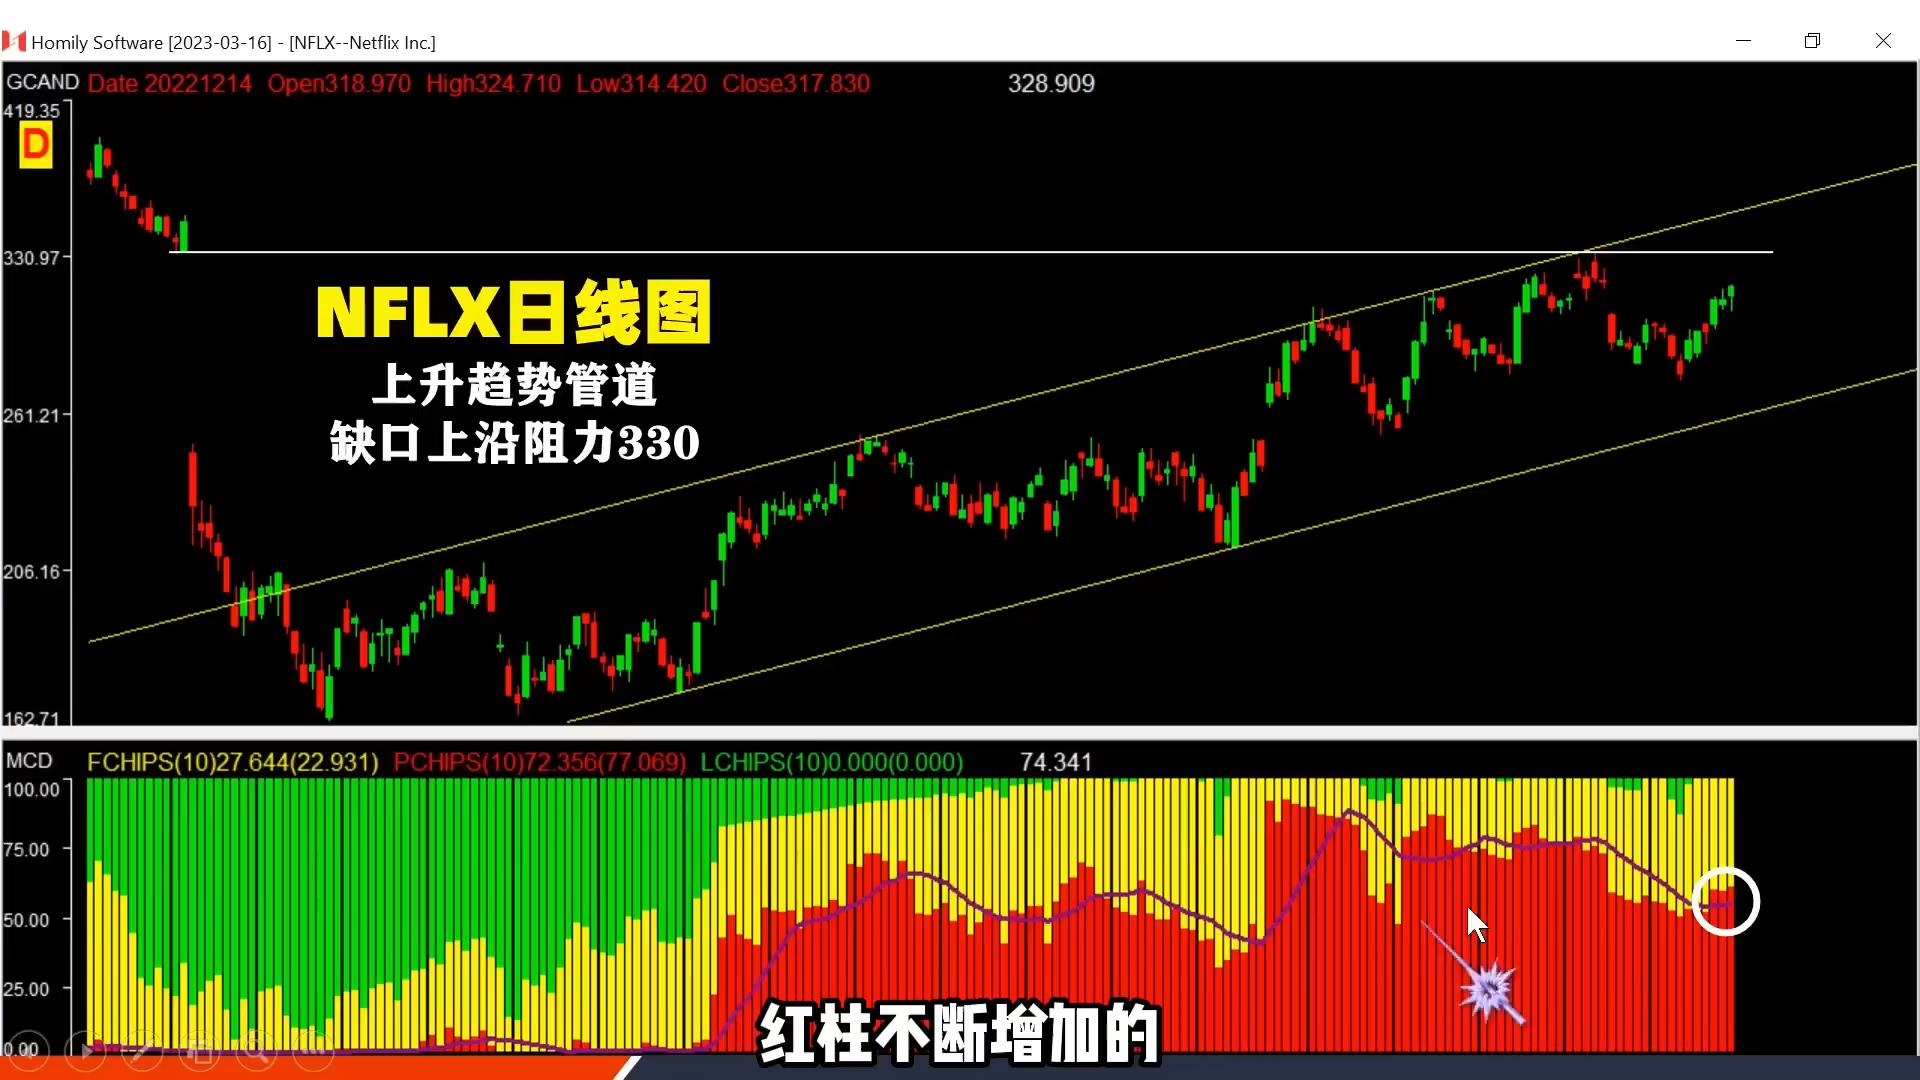 Homily Software [2023-03-16] - [NFLX--Netflix Inc.]
GCAND Date 20221214 Open318.970 High324.710 Low314.420 Close317.830 328.909
419.35
D
330.97
NFLX日线图
上升趋势管道
261.21
缺口上沿阻力330
206.16
162.71
MCD FCHIPS(10)27.644(22.931) PCHIPS(10)72.356(77.069) LCHIPS(10)0.000(0.000) 74.341
100.00
75.00
50.00
25.00
0.00
红柱不断增加的